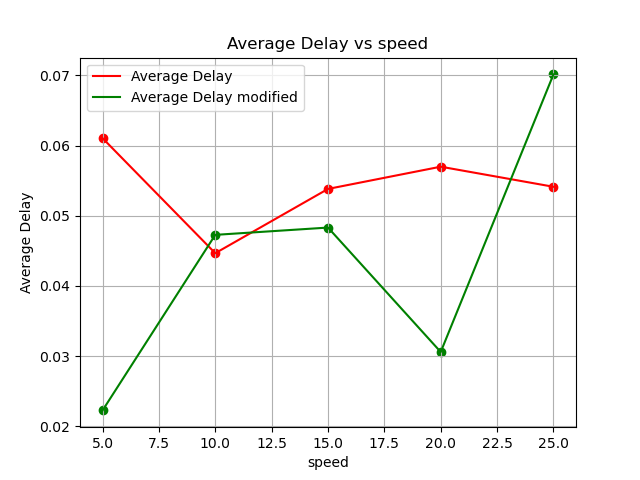 Average Delay vs speed
Average Delay
Average Delay modified
0.07
0.06
0.05
0.04
0.03
0.02
Average Delay
5.0 7.5 10.0 12.5 15.0 17.5 20.0 22.5 25.0
speed